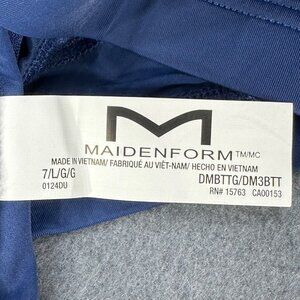 M
MAIDENFORM TM/MC
MADE IN VIETNAM/ FABRIQUÉ AU VIÊT-NAM/ HECHO EN VIETNAM
7/L/G/G DMBTTG/DM3BTT
0124DU RN# 15763 CA00153